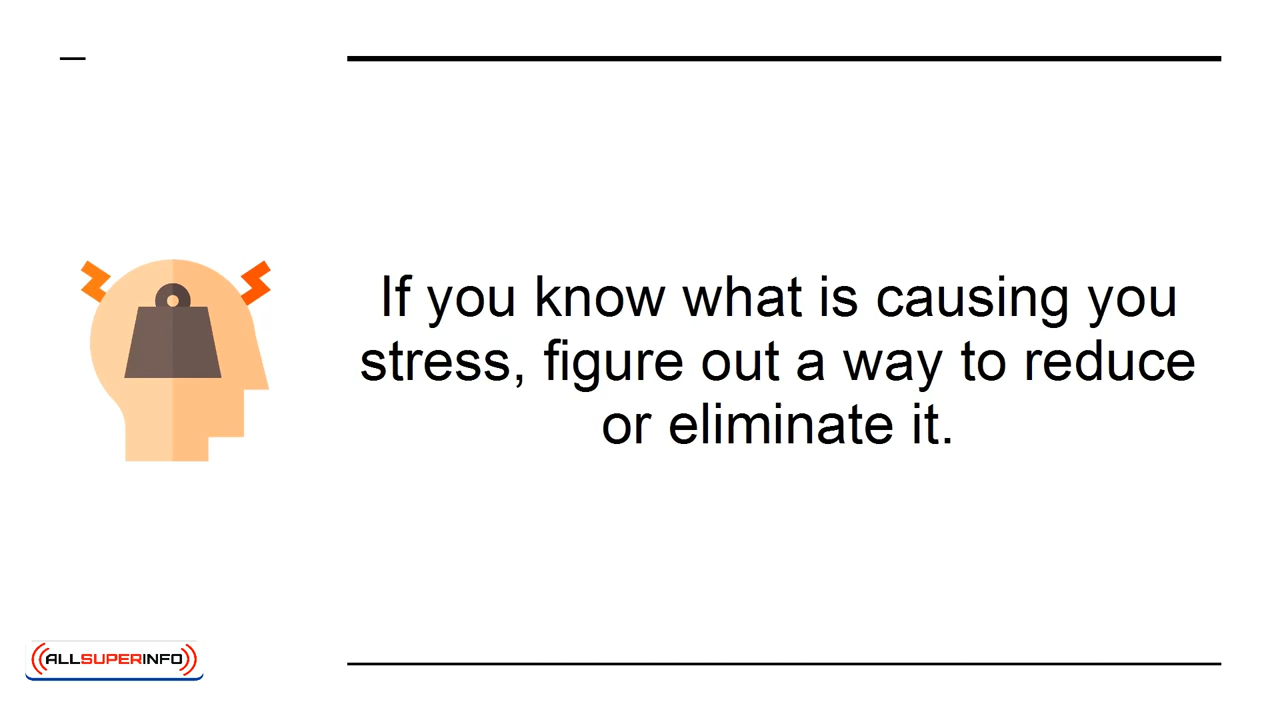 If you know what is causing you
stress, figure out a way to reduce
or eliminate it.
ALLSUPERINFO